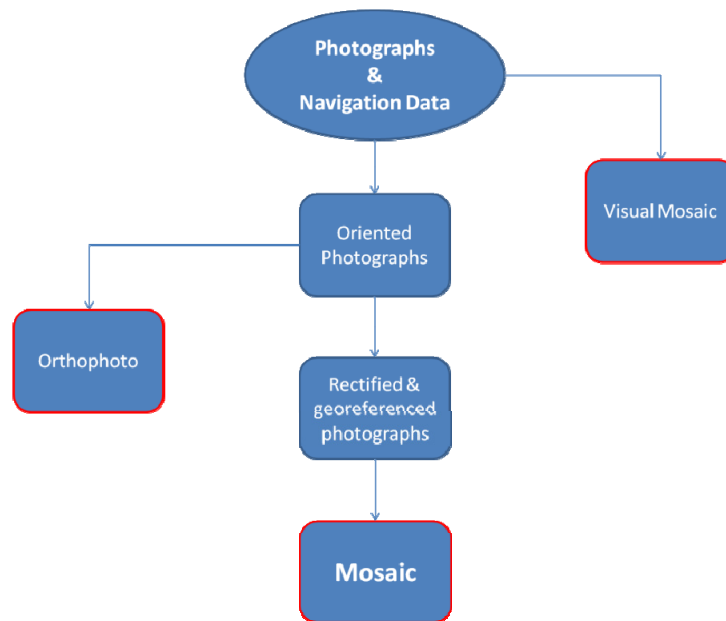 Photographs
&
Navigation Data
Visual Mosaic
Oriented
Photographs
Orthophoto
Rectified &
georeferenced
photographs
Mosaic